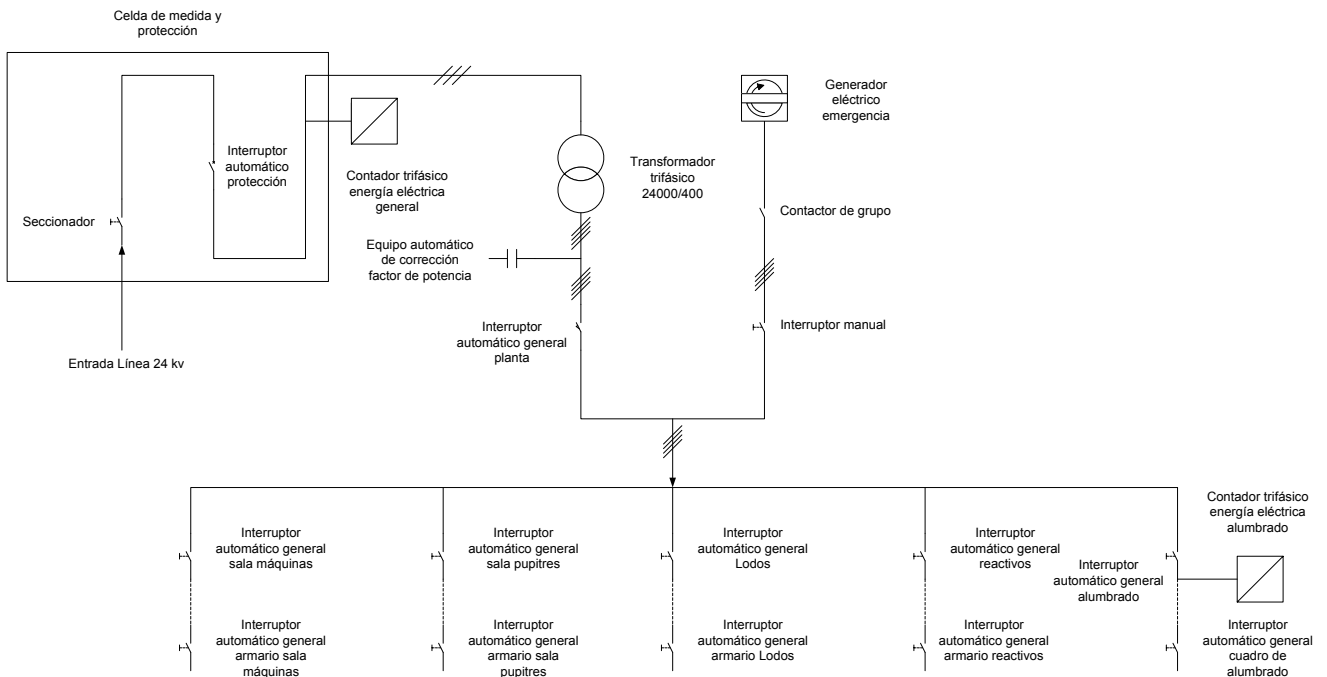 Celda de medida y
protección
Generador
eléctrico
emergencia
Interruptor
automático
protección
Contador trifásico
energía eléctrica
general
Transformador
trifásico
24000/400
Seccionador
Contactor de grupo
Equipo automático
de corrección
factor de potencia
Interruptor
automático general
planta
Interruptor manual
Entrada Línea 24 kv
Contador trifásico
energía eléctrica
alumbrado
Interruptor
automático general
sala máquinas
Interruptor
automático general
sala pupitres
Interruptor
automático general
Lodos
Interruptor
automático general
reactivos
Interruptor
automático general
alumbrado
Interruptor
automático general
armario sala
máquinas
Interruptor
automático general
armario sala
pupitres
Interruptor
automático general
armario Lodos
Interruptor
automático general
armario reactivos
Interruptor
automático general
cuadro de
alumbrado